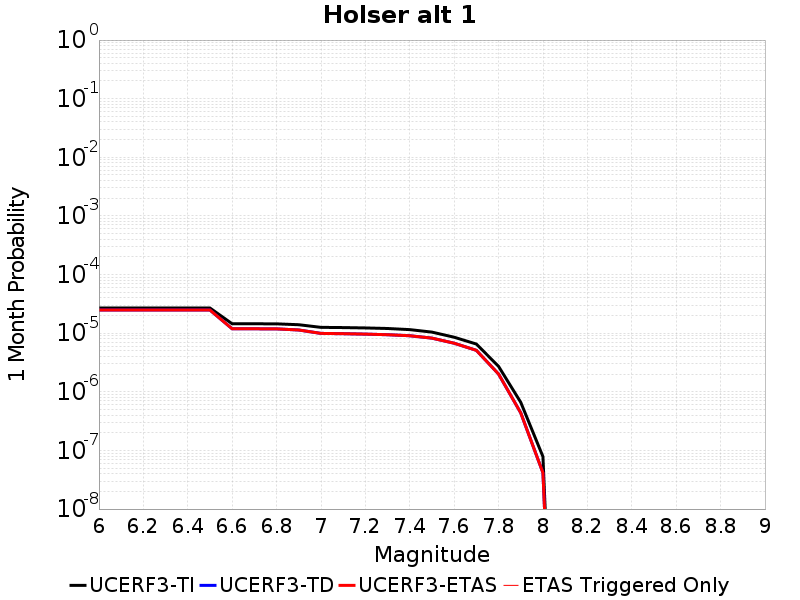 Holser alt 1
1 Month Probability
10^0
10^-1
10^-2
10^-3
10^-4
10^-5
10^-6
10^-7
10^-8
6 6.2 6.4 6.6 6.8 7 7.2 7.4 7.6 7.8 8 8.2 8.4 8.6 8.8 9
Magnitude
UCERF3-TI UCERF3-TD UCERF3-ETAS ETAS Triggered Only